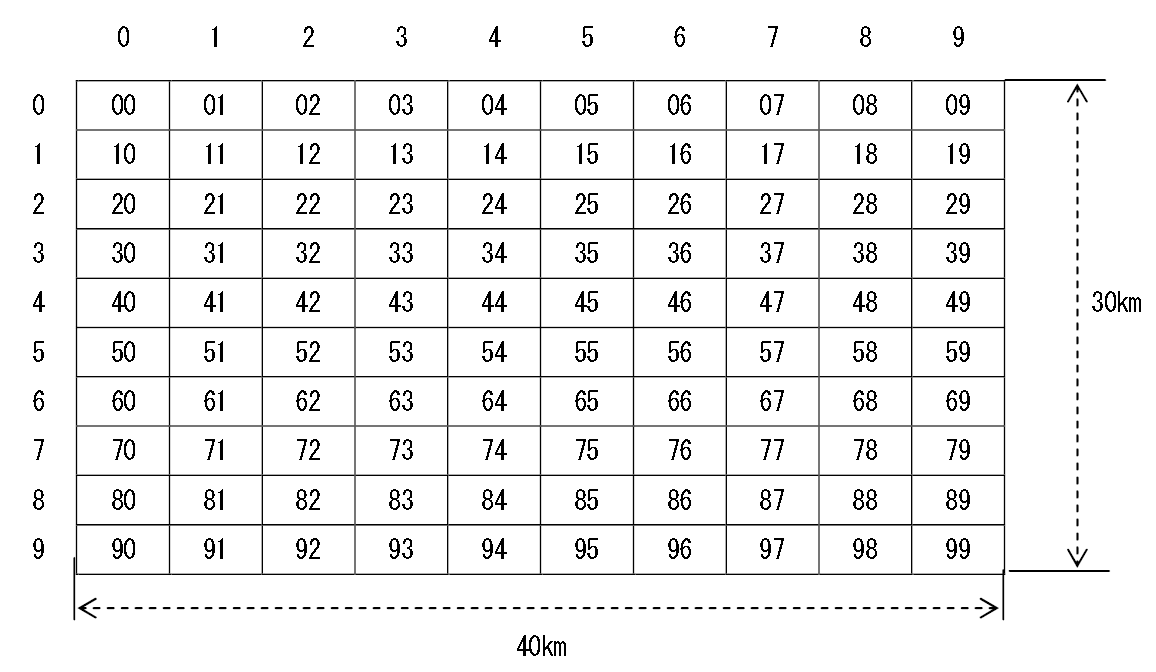 0 1 2 3 4 5 6 7 8 9
0 00 01 02 03 04 05 06 07 08 09
1 10 11 12 13 14 15 16 17 18 19
2 20 21 22 23 24 25 26 27 28 29
3 30 31 32 33 34 35 36 37 38 39
4 40 41 42 43 44 45 46 47 48 49
30km
5 50 51 52 53 54 55 56 57 58 59
6 60 61 62 63 64 65 66 67 68 69
7 70 71 72 73 74 75 76 77 78 79
8 80 81 82 83 84 85 86 87 88 89
9 90 91 92 93 94 95 96 97 98 99
40km